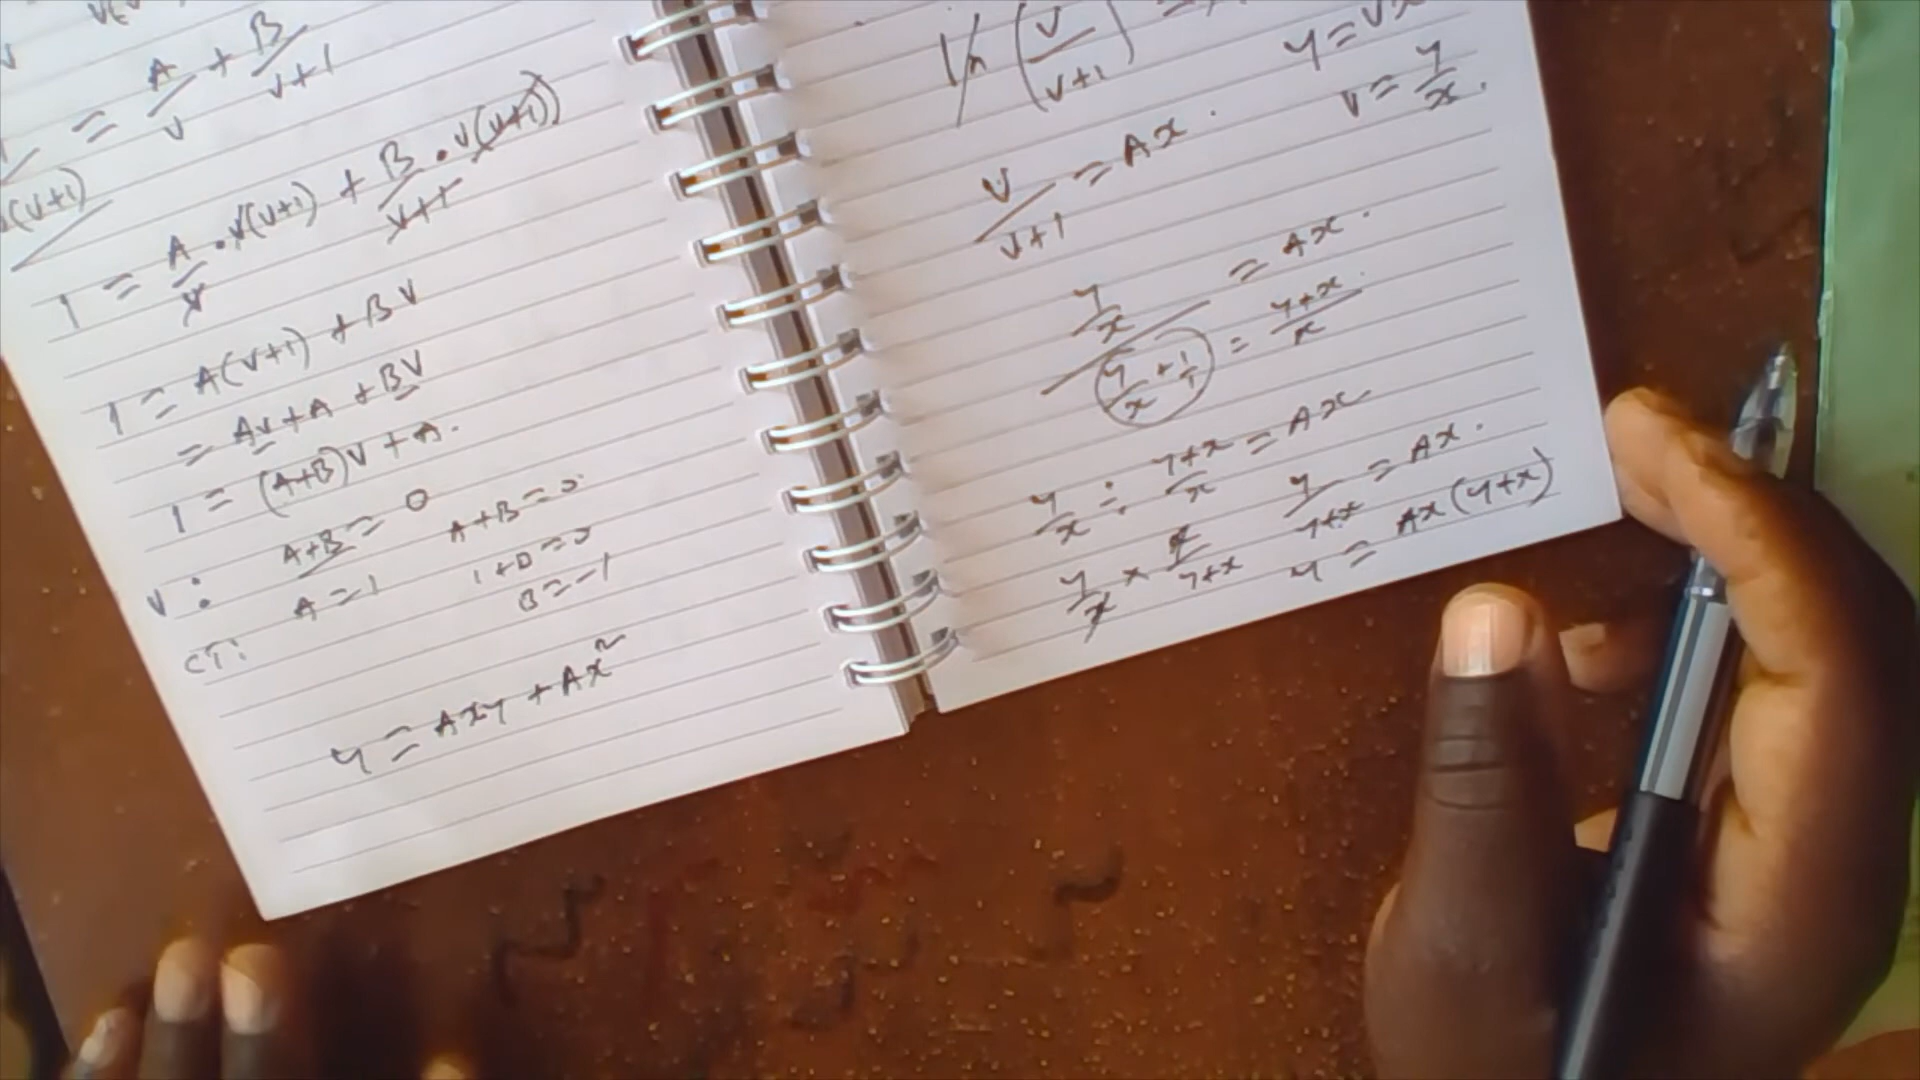 = A/v + B/v+1
v(v+1)
1 = A/v . v(v+1) + B/v+1 . v(v+1)
1 = A(v+1) + Bv
= Av + A + Bv
1 = (A+B)v + A.
v : A+B = 0 A+B = 0
CT: A = 1 1+B = 0
B = -1
y = Axy + Ax²
ln (v/v+1)
y = vx
v = y/x.
v/v+1 = Ax.
y/x / (y/x + 1/1) = Ax.
= y+x/x
y/x ÷ y+x/x = Ax
y/x × x/y+x y/y+x = Ax.
y = Ax(y+x)